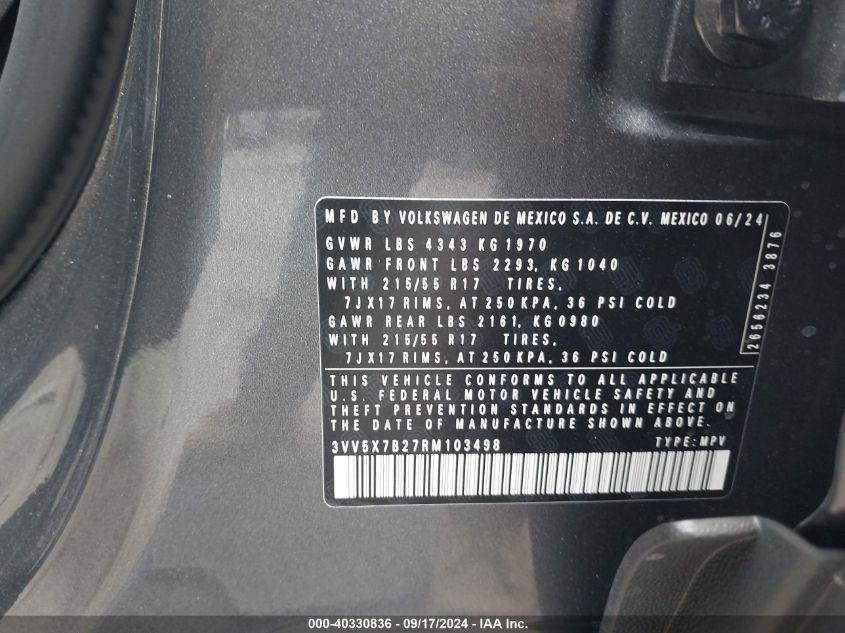 MFD BY VOLKSWAGEN DE MEXICO S.A. DE C.V. MEXICO 06/24
GVWR LBS 4343 KG 1970
GAWR FRONT LBS 2293, KG 1040
WITH 215/55 R17 TIRES,
7JX17 RIMS, AT 250 KPA, 36 PSI COLD
GAWR REAR LBS 2161, KG 0980
WITH 215/55 R17 TIRES,
7JX17 RIMS, AT 250 KPA, 36 PSI COLD
2656234 3876
THIS VEHICLE CONFORMS TO ALL APPLICABLE
U.S. FEDERAL MOTOR VEHICLE SAFETY AND
THEFT PREVENTION STANDARDS IN EFFECT ON
THE DATE OF MANUFACTURE SHOWN ABOVE.
3VV5X7B27RM103498 TYPE: MPV
000-40330836 - 09/17/2024 - IAA Inc.